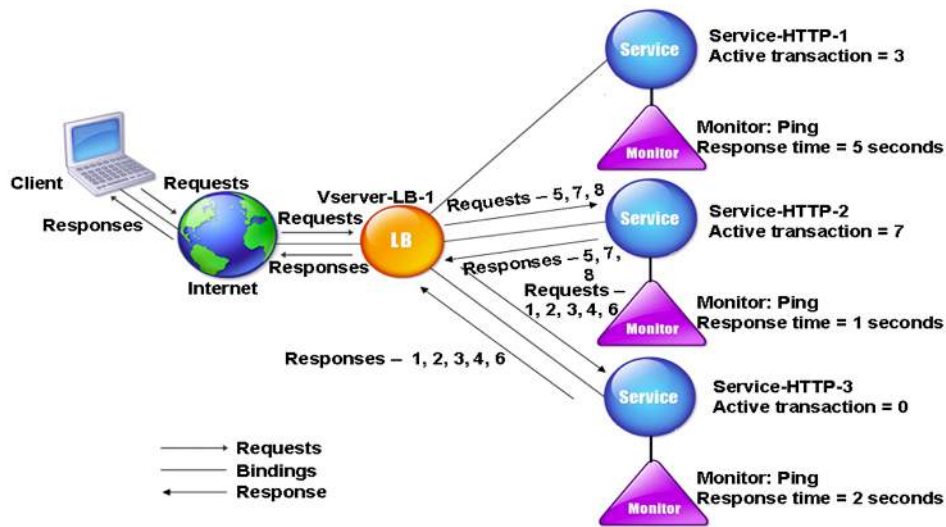 Service
Service-HTTP-1
Active transaction = 3
Monitor
Monitor: Ping
Response time = 5 seconds
Client
Requests
Responses
Internet
Requests
Responses
Vserver-LB-1
LB
Requests – 5, 7, 8
Responses – 5, 7,
8
Service
Service-HTTP-2
Active transaction = 7
Requests –
1, 2, 3, 4, 6
Monitor
Monitor: Ping
Response time = 1 seconds
Responses – 1, 2, 3, 4, 6
Service
Service-HTTP-3
Active transaction = 0
Monitor
Monitor: Ping
Response time = 2 seconds
Requests
Bindings
Response